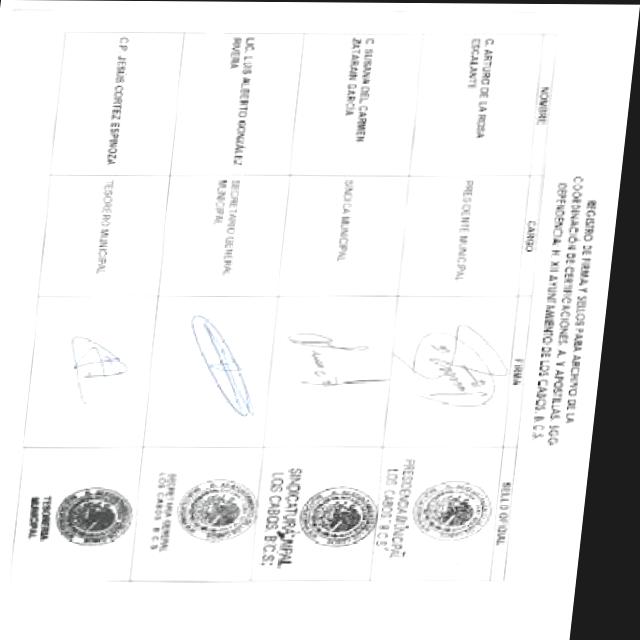 REGISTRO DE FIRMA Y SELLOS PARA ARCHIVO DE LA
COORDINACIÓN DE CERTIFICACIONES, A. Y APOSTILLAS, SGG
DEPENDENCIA: H. XII AYUNTAMIENTO DE LOS CABOS, B.C.S.
NOMBRE
CARGO
FIRMA
SELLO OFICIAL
C. ARTURO DE LA ROSA
ESCALANTE
PRESIDENTE MUNICIPAL
PRESIDENCIA MUNICIPAL
LOS CABOS B.C.S.
C. SUSANA DEL CARMEN
ZATARAIN GARCÍA
SINDICA MUNICIPAL
SINDICATURA MPAL
LOS CABOS B.C.S.
LIC. LUIS ALBERTO GONZÁLEZ
RIVERA
SECRETARIO GENERAL
MUNICIPAL
SECRETARIA GENERAL
LOS CABOS B.C.S
C.P. JESUS CORTEZ ESPINOZA
TESORERO MUNICIPAL
TESORERIA
MUNICIPAL